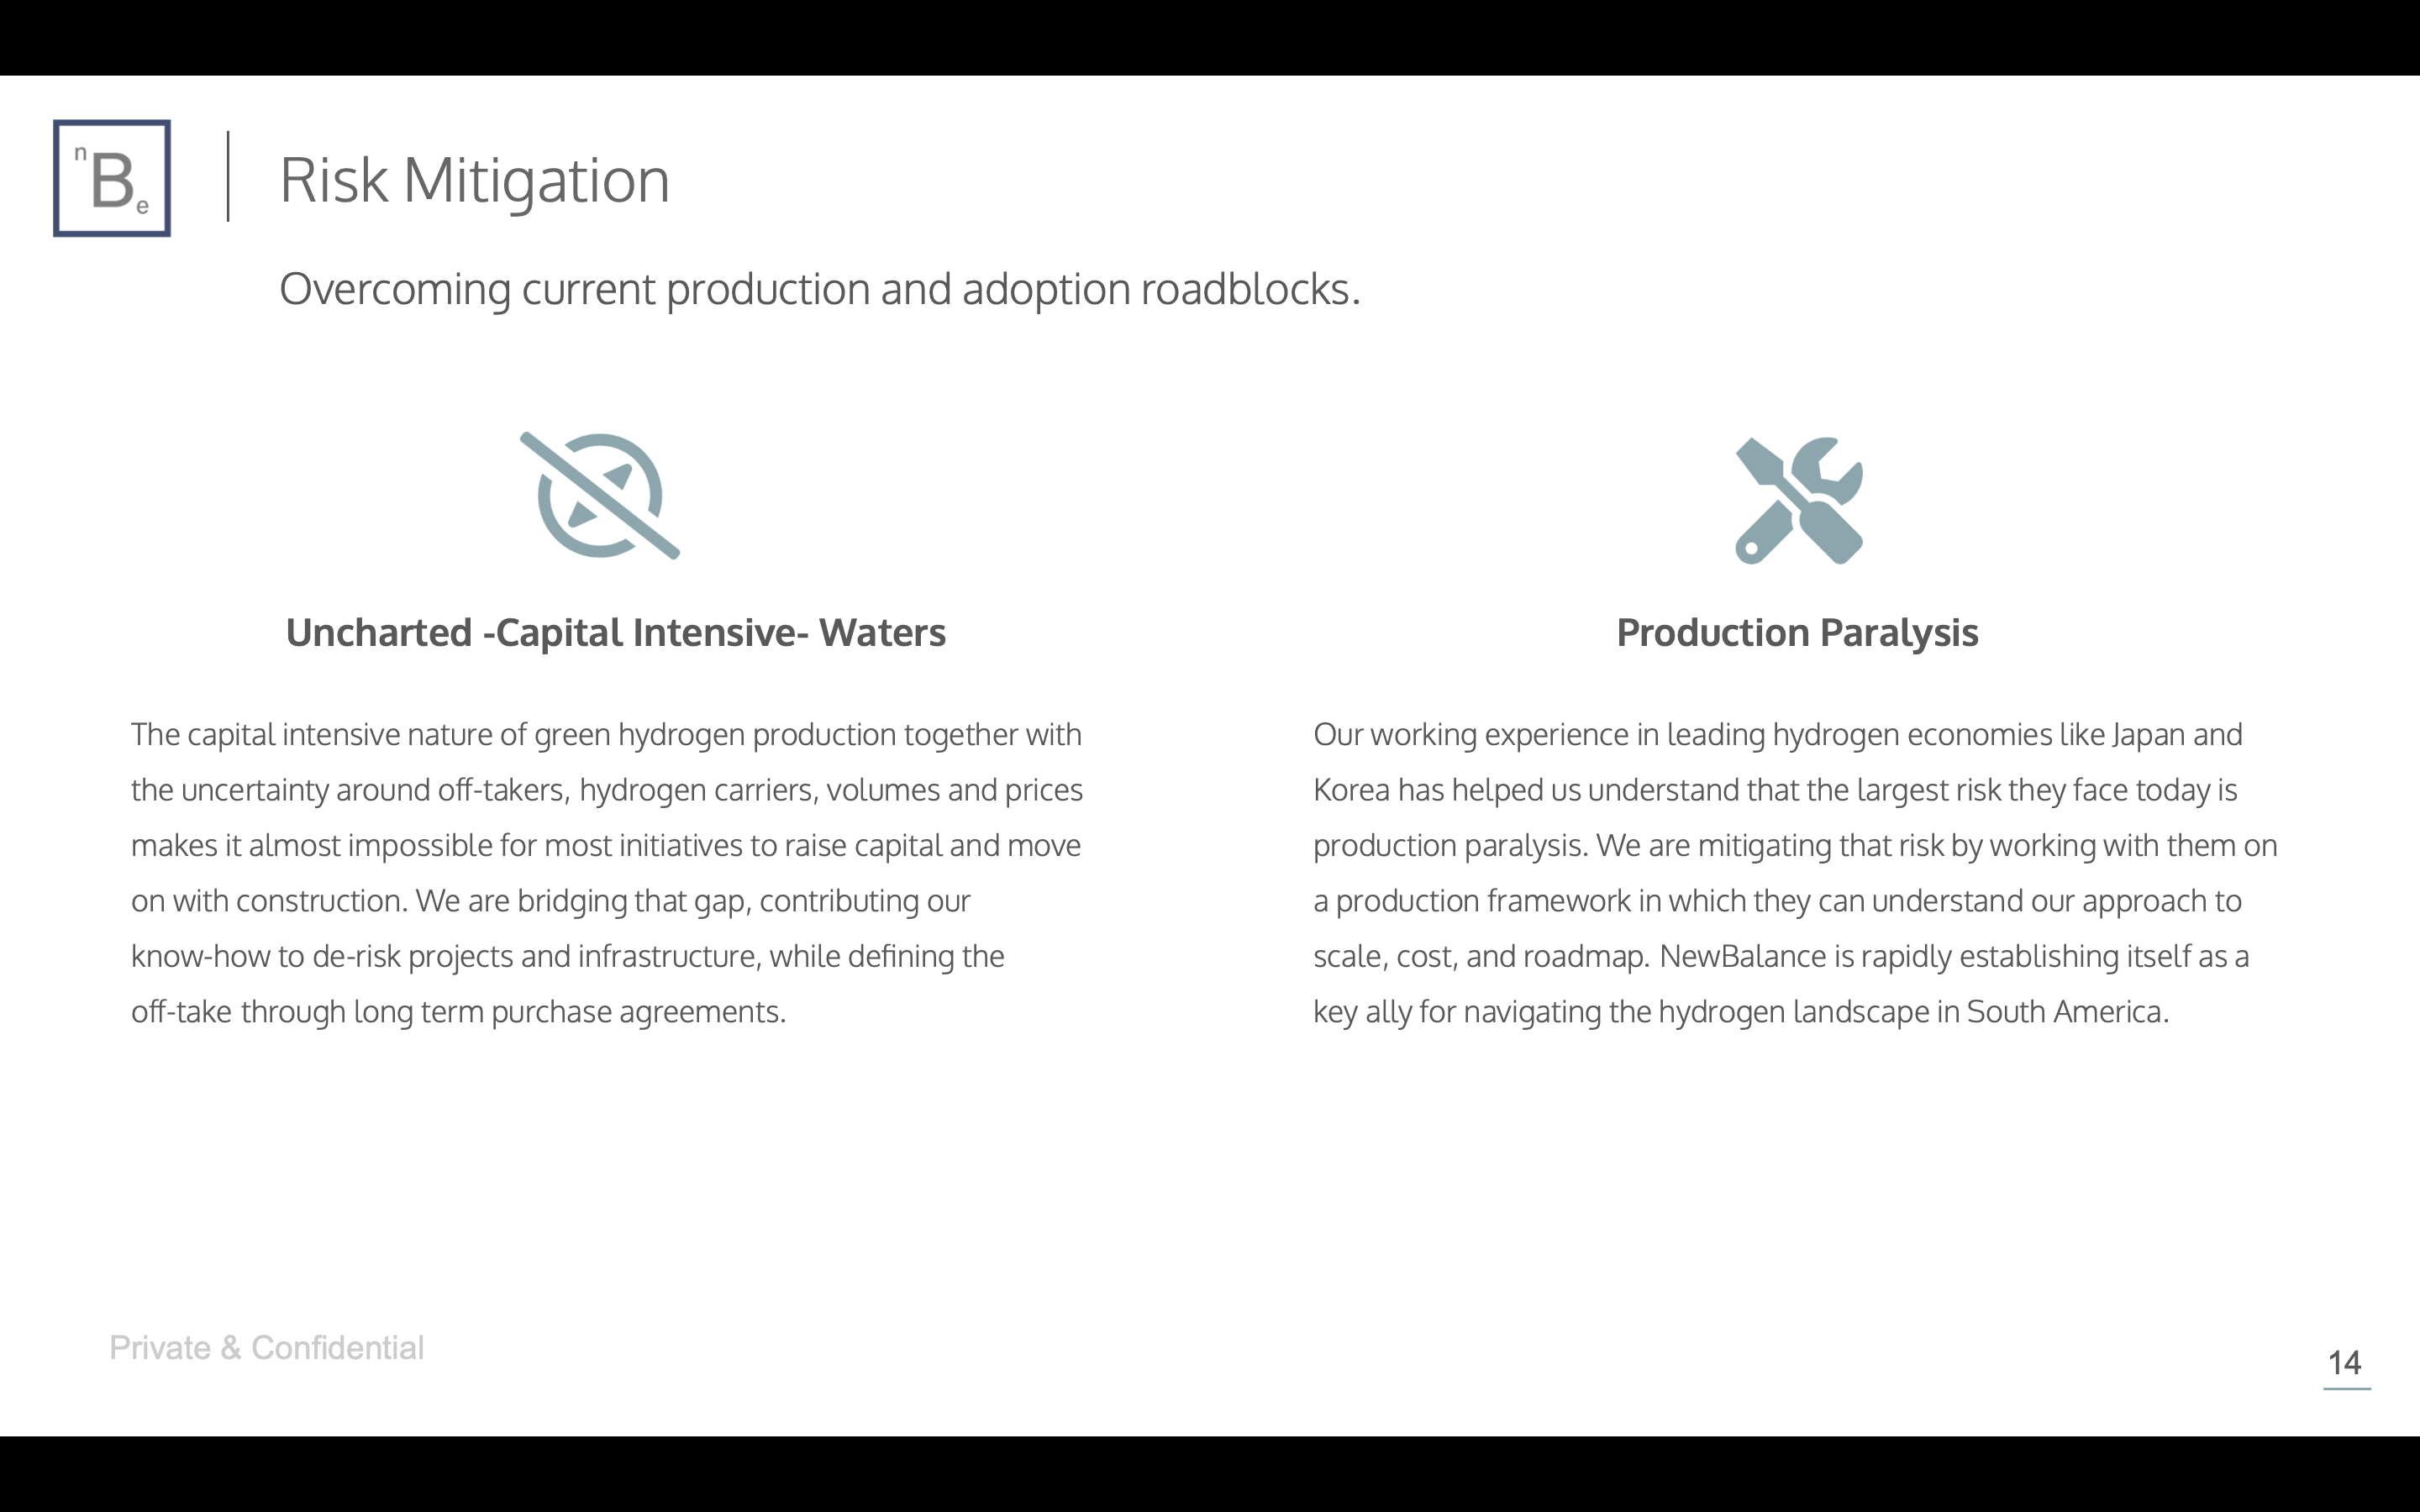 n
B
e
Risk Mitigation
Overcoming current production and adoption roadblocks.
Uncharted -Capital Intensive- Waters
The capital intensive nature of green hydrogen production together with
the uncertainty around off-takers, hydrogen carriers, volumes and prices
makes it almost impossible for most initiatives to raise capital and move
on with construction. We are bridging that gap, contributing our
know-how to de-risk projects and infrastructure, while defining the
off-take through long term purchase agreements.
Production Paralysis
Our working experience in leading hydrogen economies like Japan and
Korea has helped us understand that the largest risk they face today is
production paralysis. We are mitigating that risk by working with them on
a production framework in which they can understand our approach to
scale, cost, and roadmap. NewBalance is rapidly establishing itself as a
key ally for navigating the hydrogen landscape in South America.
Private & Confidential
14